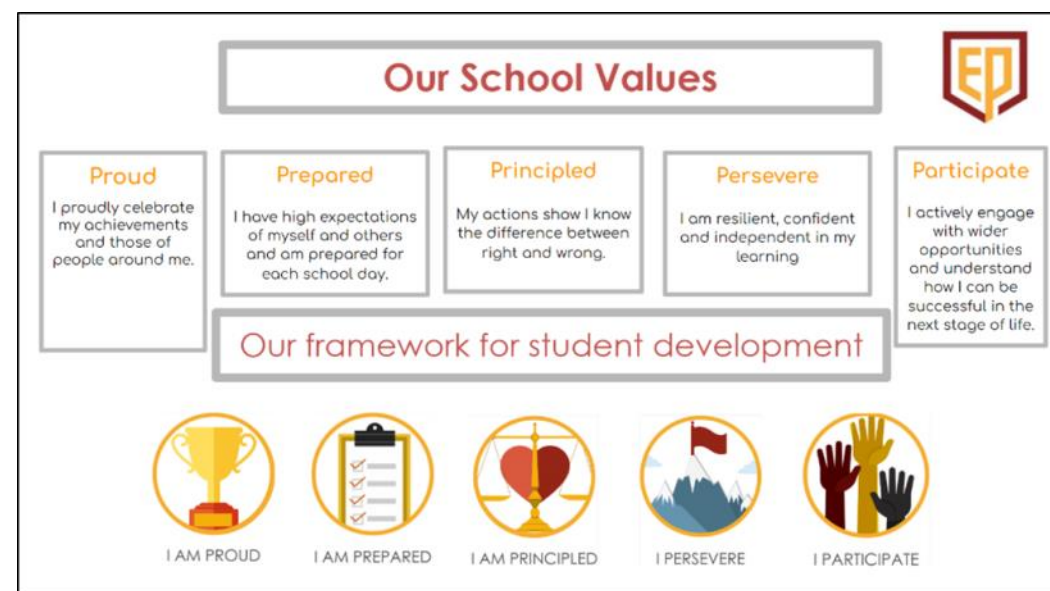 Our School Values
EP
Proud
I proudly celebrate
my achievements
and those of
people around me.
Prepared
I have high expectations
of myself and others
and am prepared for
each school day.
Principled
My actions show I know
the difference between
right and wrong.
Persevere
I am resilient, confident
and independent in my
learning
Participate
I actively engage
with wider
opportunities
and understand
how I can be
successful in the
next stage of life.
Our framework for student development
I AM PROUD
I AM PREPARED
I AM PRINCIPLED
I PERSEVERE
I PARTICIPATE